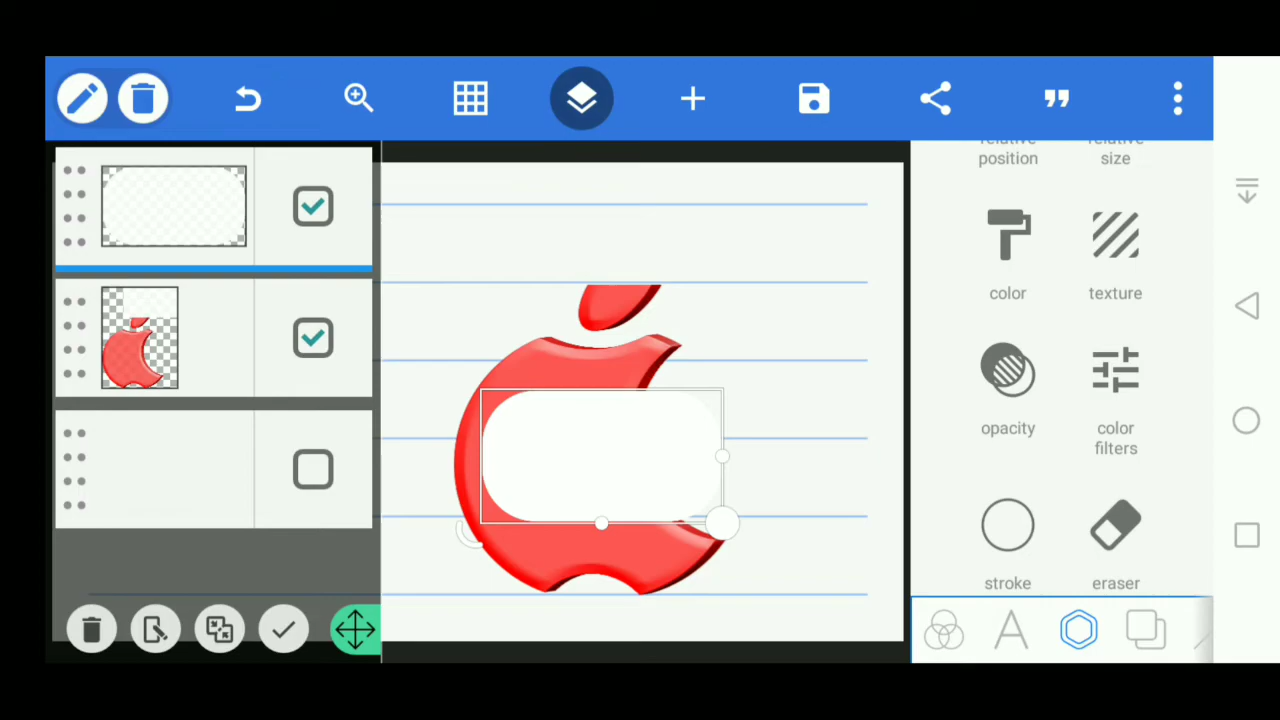 relative relative
position size
color texture
opacity color
filters
stroke eraser